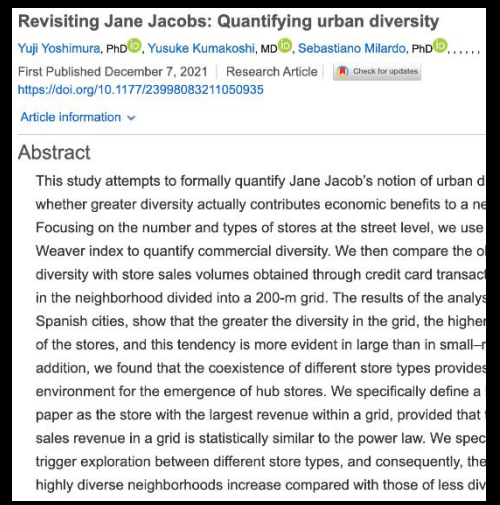 Revisiting Jane Jacobs: Quantifying urban diversity
Yuji Yoshimura, PhD iD, Yusuke Kumakoshi, MD iD, Sebastiano Milardo, PhD iD, , , , , ,
First Published December 7, 2021 | Research Article | Check for updates
https://doi.org/10.1177/23998083211050935
Article information
Abstract
This study attempts to formally quantify Jane Jacob's notion of urban d
whether greater diversity actually contributes economic benefits to a ne
Focusing on the number and types of stores at the street level, we use
Weaver index to quantify commercial diversity. We then compare the o
diversity with store sales volumes obtained through credit card transact
in the neighborhood divided into a 200-m grid. The results of the analys
Spanish cities, show that the greater the diversity in the grid, the higher
of the stores, and this tendency is more evident in large than in small–
addition, we found that the coexistence of different store types provides
environment for the emergence of hub stores. We specifically define a
paper as the store with the largest revenue within a grid, provided that
sales revenue in a grid is statistically similar to the power law. We spec
trigger exploration between different store types, and consequently, the
highly diverse neighborhoods increase compared with those of less div